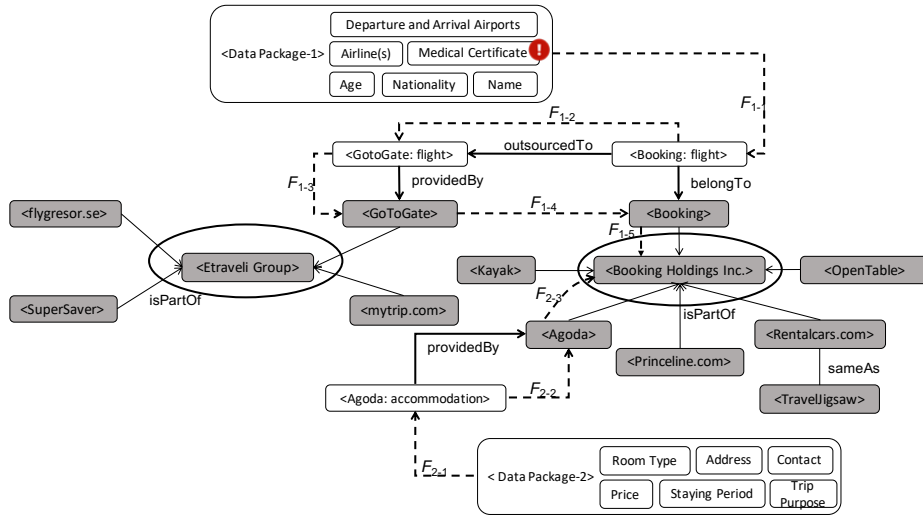 Departure and Arrival Airports
<Data Package-1>
Airline(s)
Medical Certificate
!
Age
Nationality
Name
F1-1
F1-2
<GotoGate: flight>
outsourcedTo
<Booking: flight>
F1-3
providedBy
belongTo
<flygresor.se>
<GoToGate>
F1-4
<Booking>
F1-5
<Etraveli Group>
<Kayak>
<Booking Holdings Inc.>
<OpenTable>
isPartOf
F2-3
isPartOf
<SuperSaver>
<mytrip.com>
<Agoda>
<Rentalcars.com>
providedBy
<Princeline.com>
sameAs
F2-2
<Agoda: accommodation>
<TravelJigsaw>
F2-1
< Data Package-2>
Room Type
Address
Contact
Price
Staying Period
Trip
Purpose